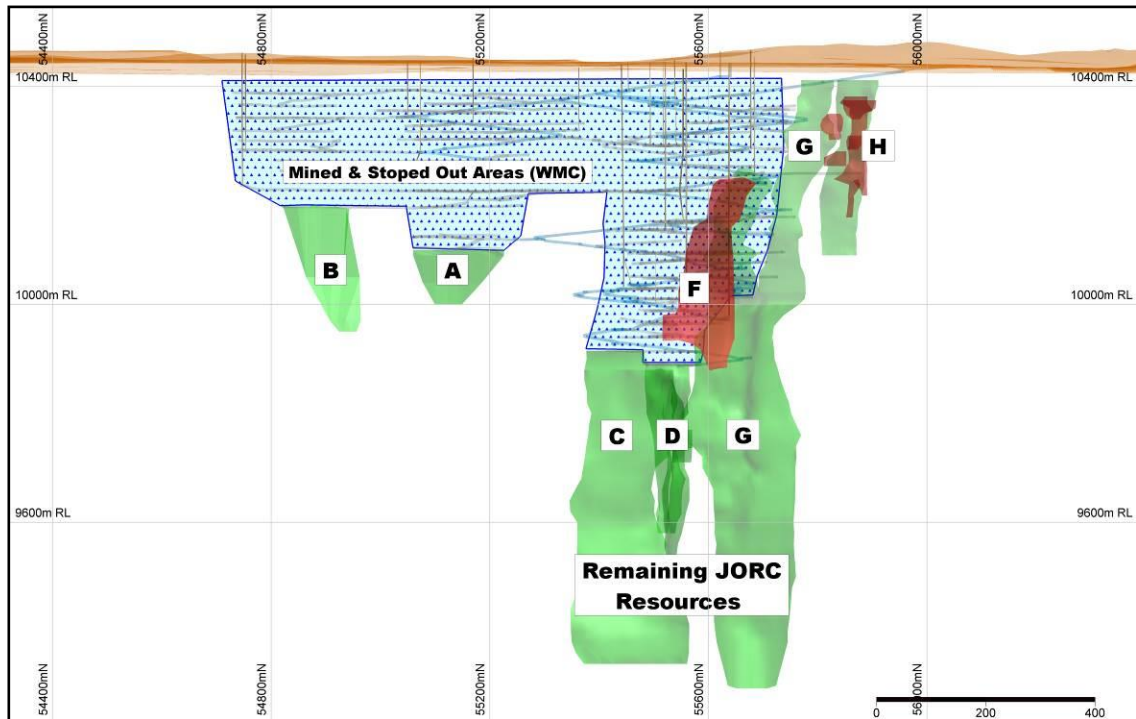 54400mN
54800mN
55200mN
55600mN
56000mN
10400m RL
10400m RL
G
H
Mined & Stoped Out Areas (WMC)
B
A
F
10000m RL
10000m RL
C
D
G
9600m RL
9600m RL
Remaining JORC
Resources
54400mN
54800mN
55200mN
55600mN
56000mN
0
200
400